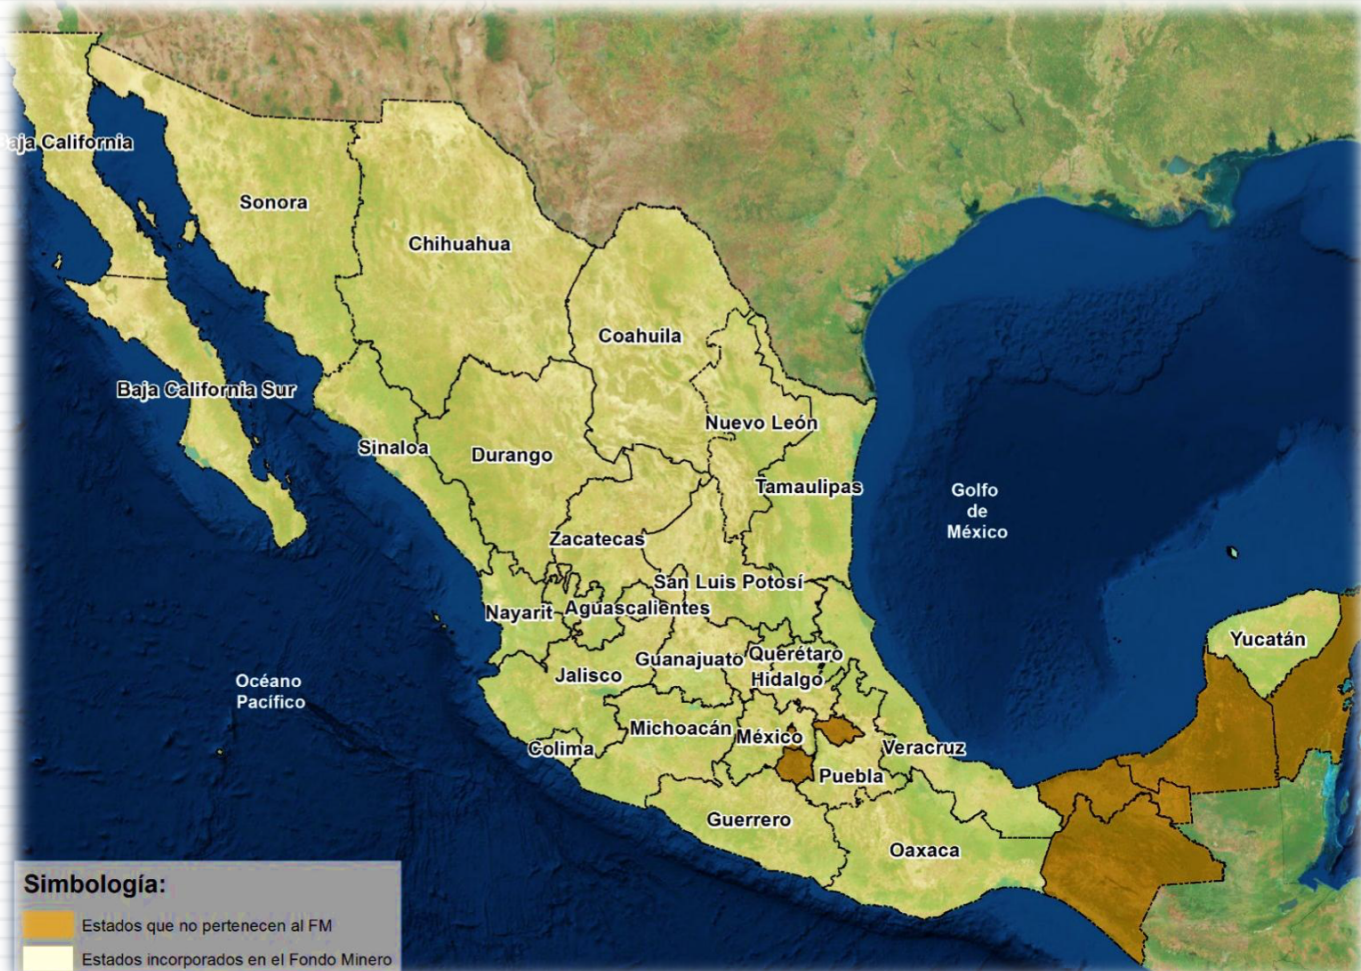 Baja California
Sonora
Chihuahua
Coahuila
Baja California Sur
Nuevo León
Sinaloa
Durango
Tamaulipas
Golfo
de
México
Zacatecas
San Luis Potosí
Nayarit
Aguascalientes
Yucatán
Guanajuato
Querétaro
Jalisco
Hidalgo
Océano
Pacífico
Michoacán
México
Colima
Veracruz
Puebla
Guerrero
Oaxaca
Simbología:
Estados que no pertenecen al FM
Estados incorporados en el Fondo Minero